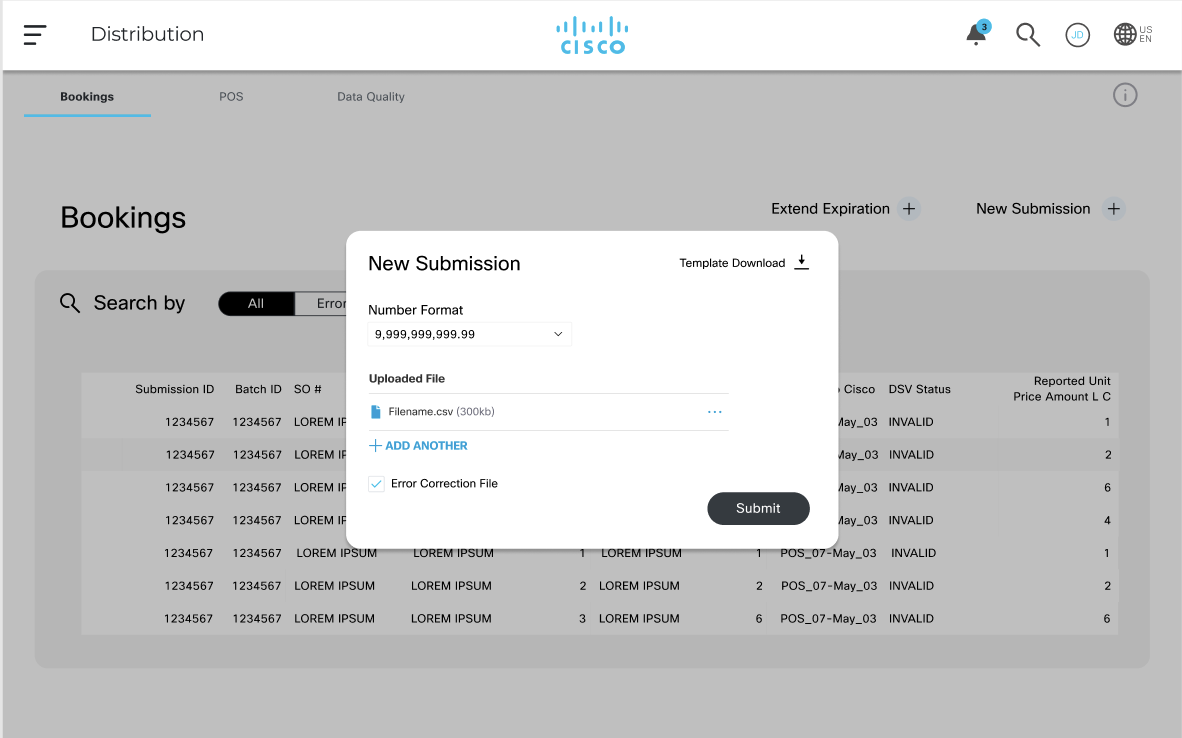 Distribution
CISCO
3
JD
US
EN
Bookings
POS
Data Quality
Bookings
Extend Expiration
New Submission
Search by
All
New Submission
Template Download
Number Format
9,999,999,999.99
Uploaded File
Filename.csv (300kb)
ADD ANOTHER
Error Correction File
Submit
Submission ID Batch ID SO # Cisco DSV Status Reported Unit
Price Amount L C
1234567 1234567 LOREM May_03 INVALID 1
1234567 1234567 LOREM May_03 INVALID 2
1234567 1234567 LOREM May_03 INVALID 6
1234567 1234567 LOREM May_03 INVALID 4
1234567 1234567 LOREM IPSUM LOREM IPSUM 1 LOREM IPSUM 1 POS_07-May_03 INVALID 1
1234567 1234567 LOREM IPSUM LOREM IPSUM 2 LOREM IPSUM 2 POS_07-May_03 INVALID 2
1234567 1234567 LOREM IPSUM LOREM IPSUM 3 LOREM IPSUM 6 POS_07-May_03 INVALID 6